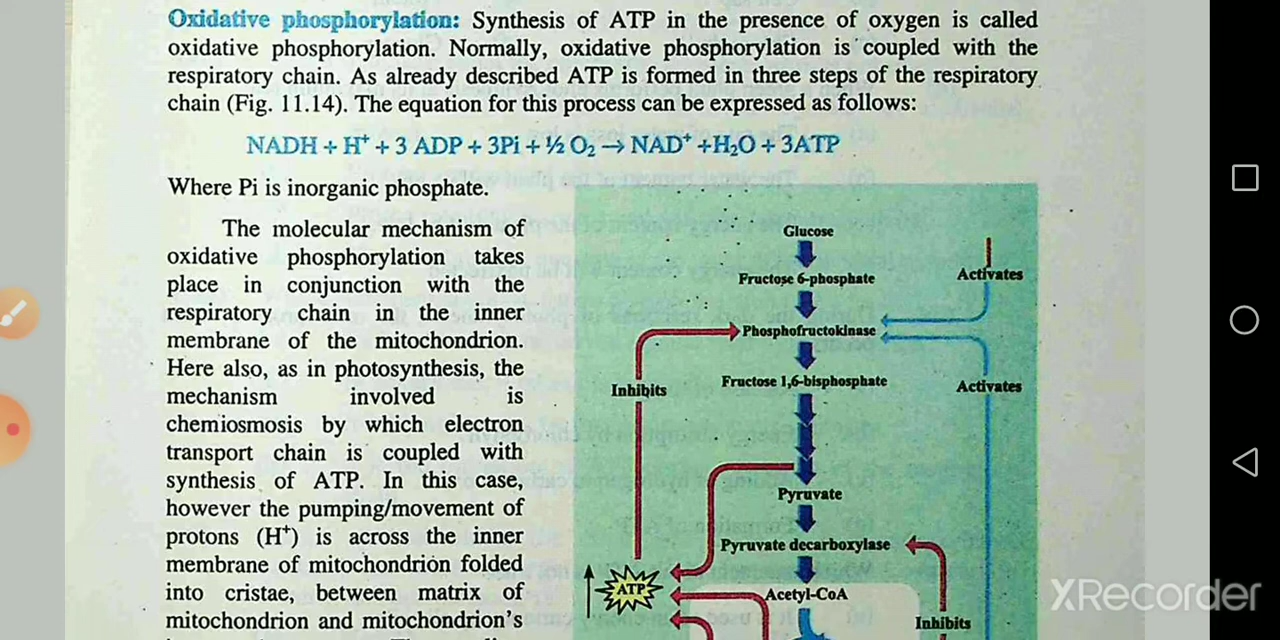 Oxidative phosphorylation: Synthesis of ATP in the presence of oxygen is called
oxidative phosphorylation. Normally, oxidative phosphorylation is coupled with the
respiratory chain. As already described ATP is formed in three steps of the respiratory
chain (Fig. 11.14). The equation for this process can be expressed as follows:
NADH + H⁺ + 3 ADP + 3Pi + ½ O₂ → NAD⁺ +H₂O + 3ATP
Where Pi is inorganic phosphate.
The molecular mechanism of
oxidative phosphorylation takes
place in conjunction with the
respiratory chain in the inner
membrane of the mitochondrion.
Here also, as in photosynthesis, the
mechanism involved is
chemiosmosis by which electron
transport chain is coupled with
synthesis of ATP. In this case,
however the pumping/movement of
protons (H⁺) is across the inner
membrane of mitochondrion folded
into cristae, between matrix of
mitochondrion and mitochondrion's
Glucose
Fructose 6-phosphate
Activates
Phosphofructokinase
Inhibits
Fructose 1,6-bisphosphate
Activates
Pyruvate
Pyruvate decarboxylase
ATP
Acetyl-CoA
Inhibits
XRecorder